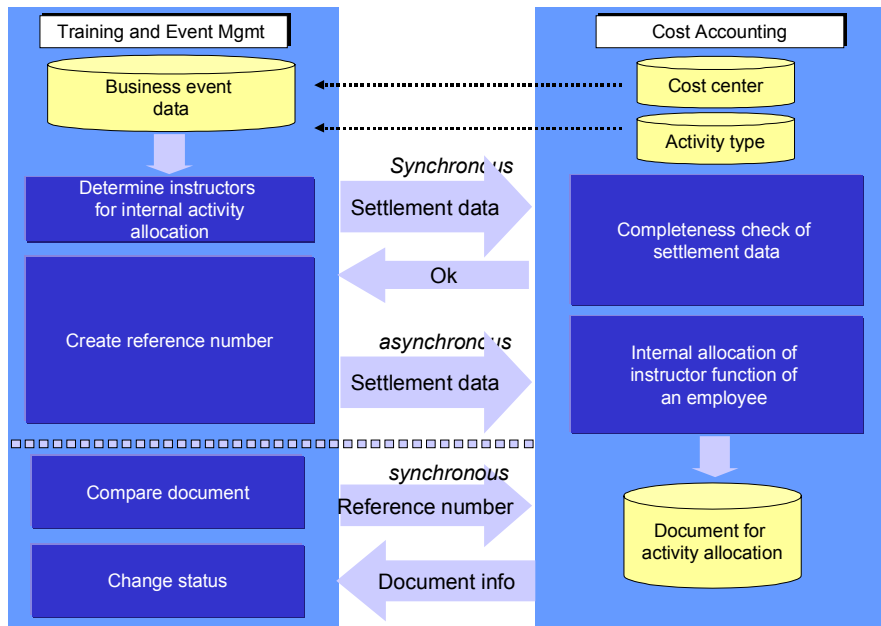 Training and Event Mgmt
Cost Accounting
Business event
data
Cost center
Activity type
Synchronous
Determine instructors
for internal activity
allocation
Settlement data
Completeness check of
settlement data
Ok
Create reference number
asynchronous
Settlement data
Internal allocation of
instructor function of
an employee
synchronous
Compare document
Reference number
Document for
activity allocation
Change status
Document info